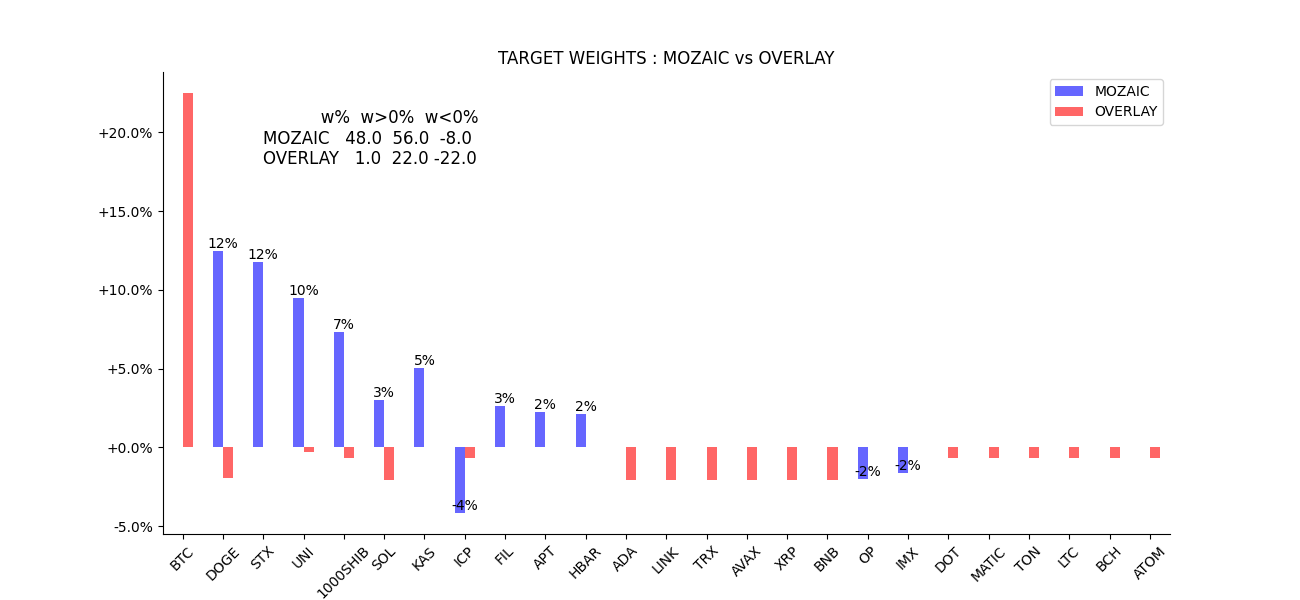 TARGET WEIGHTS : MOZAIC vs OVERLAY
MOZAIC
OVERLAY
w%  w>0%  w<0%
MOZAIC   48.0  56.0  -8.0
OVERLAY   1.0  22.0 -22.0
+20.0%
+15.0%
+10.0%
+5.0%
+0.0%
-5.0%
12%
12%
10%
7%
3%
5%
-4%
3%
2%
2%
-2%
-2%
BTC
DOGE
STX
UNI
1000SHIB
SOL
KAS
ICP
FIL
APT
HBAR
ADA
LINK
TRX
AVAX
XRP
BNB
OP
IMX
DOT
MATIC
TON
LTC
BCH
ATOM